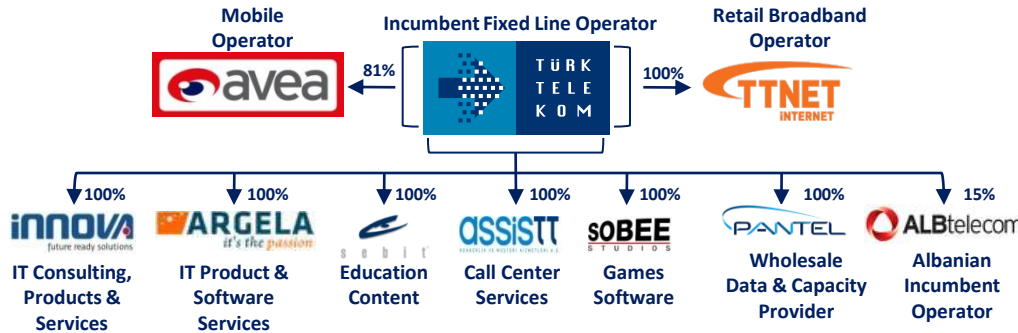 Mobile
Operator
Incumbent Fixed Line Operator
Retail Broadband
Operator
avea
81%
TÜRK
TELE
KOM
100%
TTNET
iNTERNET
100%
100%
100%
100%
100%
100%
15%
iNNOVA
future ready solutions
ARGELA
it's the passion
sebit
assisTT
SOBEE
STUDIOS
PANTEL
ALBtelecom
IT Consulting,
Products &
Services
IT Product &
Software
Services
Education
Content
Call Center
Services
Games
Software
Wholesale
Data & Capacity
Provider
Albanian
Incumbent
Operator